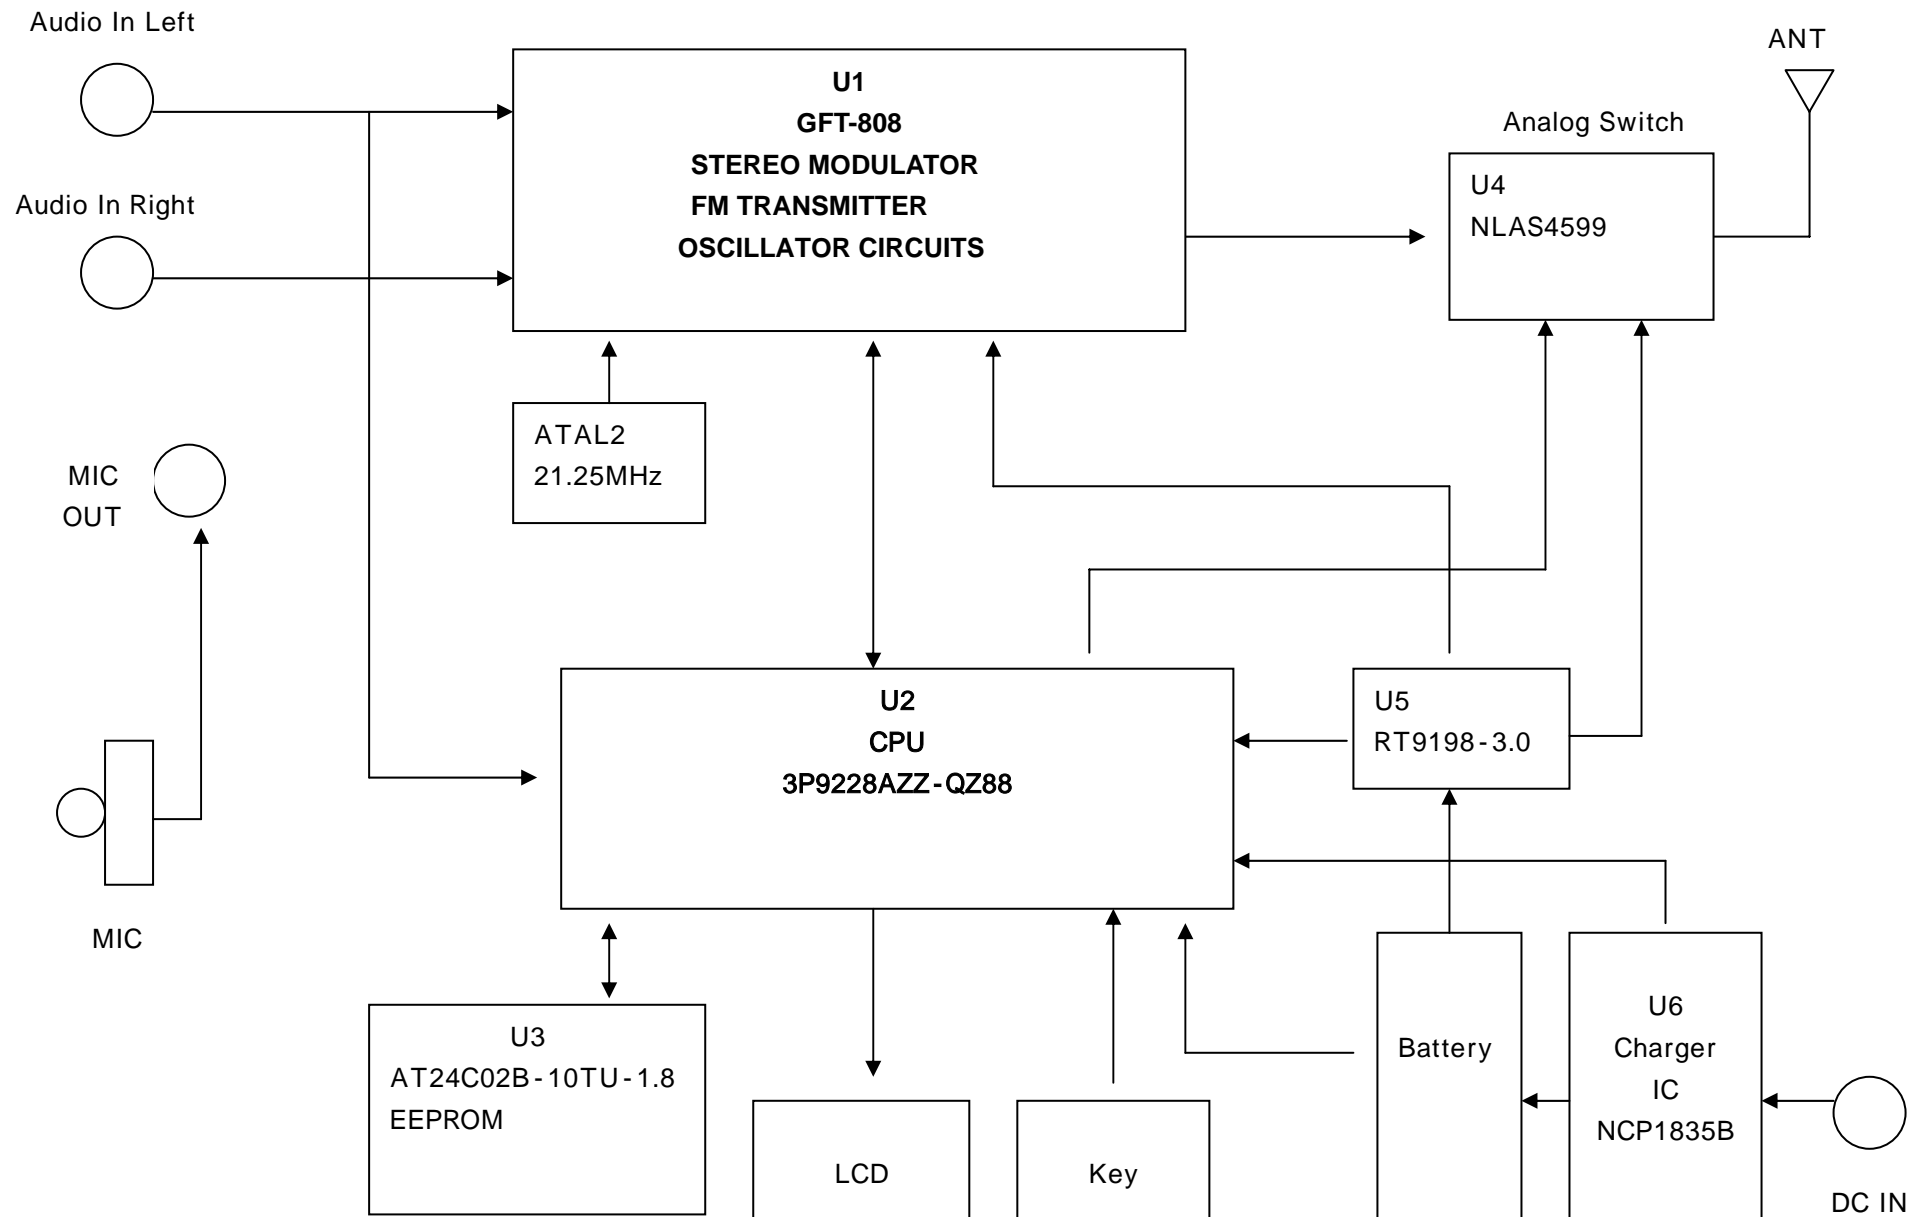 Audio In Left
ANT
U1
GFT-808
STEREO MODULATOR
FM TRANSMITTER
OSCILLATOR CIRCUITS
Analog Switch
U4
NLAS4599
Audio In Right
ATAL2
21.25MHz
MIC
OUT
U2
CPU
3P9228AZZ-QZ88
U5
RT9198-3.0
MIC
U3
AT24C02B-10TU-1.8
EEPROM
LCD
Key
Battery
U6
Charger
IC
NCP1835B
DC IN